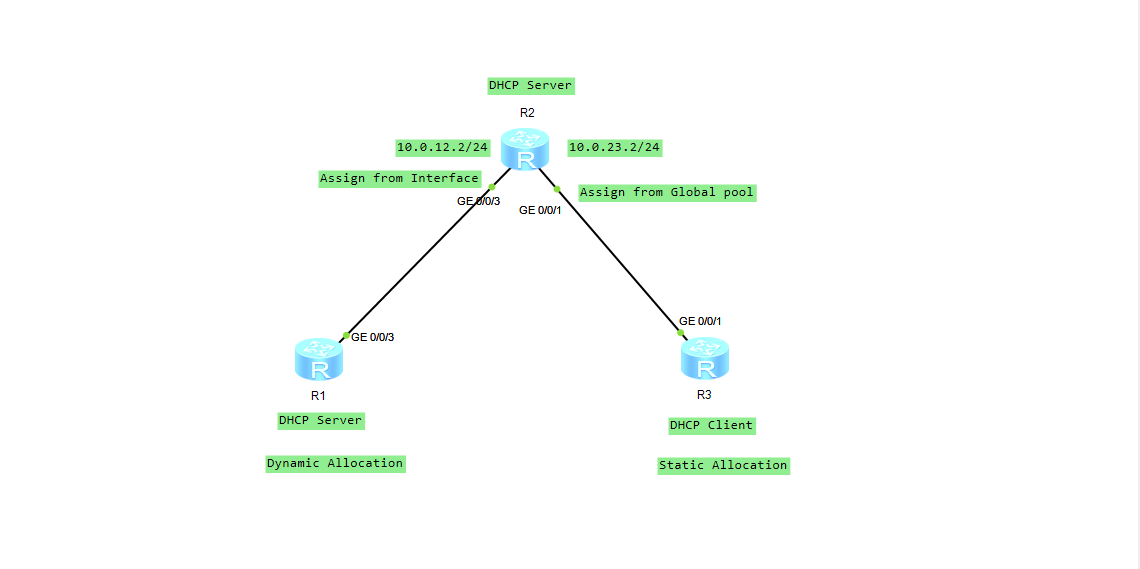 DHCP Server
R2
10.0.12.2/24
10.0.23.2/24
Assign from Interface
Assign from Global pool
GE 0/0/3
GE 0/0/1
GE 0/0/1
GE 0/0/3
R
R
R
R1
R3
DHCP Server
DHCP Client
Dynamic Allocation
Static Allocation